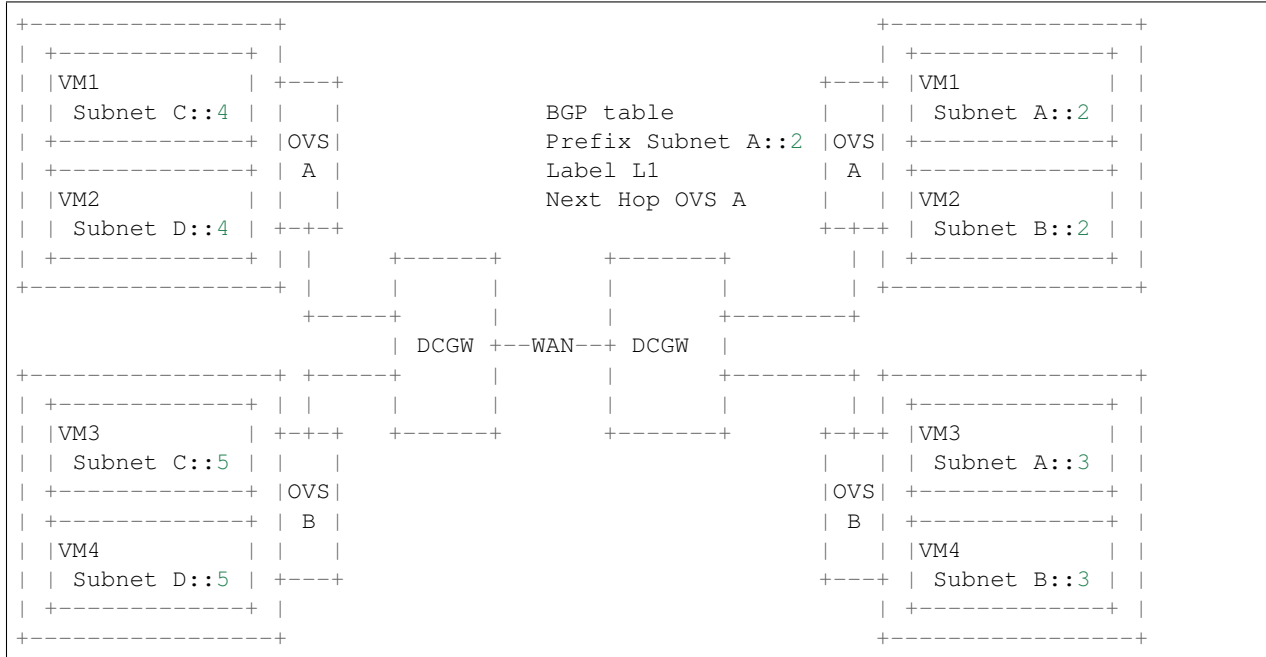 +-----------------+                                       +-----------------+
| +-------------+ |                                       | +-------------+ |
| |VM1          | +---+                               +---+ |VM1          | |
| | Subnet C::4 | |   |             BGP table         |   | | Subnet A::2 | |
| +-------------+ |OVS|             Prefix Subnet A::2 |OVS| +-------------+ |
| +-------------+ | A |             Label L1          | A | +-------------+ |
| |VM2          | |   |             Next Hop OVS A    |   | |VM2          | |
| | Subnet D::4 | +-+-+                               +-+-+ | Subnet B::2 | |
| +-------------+ | |     +------+       +-------+        | | +-------------+ |
+-----------------+ |     |      |       |       |        | +-----------------+
                    +-----+      |       |       +--------+
                          | DCGW +--WAN--+ DCGW  |
+-----------------+ +-----+      |       |       +--------+ +-----------------+
| +-------------+ | |     |      |       |       |        | | +-------------+ |
| |VM3          | +-+-+   +------+       +-------+      +-+-+ |VM3          | |
| | Subnet C::5 | |   |                               |   | | Subnet A::3 | |
| +-------------+ |OVS|                               |OVS| +-------------+ |
| +-------------+ | B |                               | B | +-------------+ |
| |VM4          | |   |                               |   | |VM4          | |
| | Subnet D::5 | +---+                               +---+ | Subnet B::3 | |
| +-------------+ |                                       | +-------------+ |
+-----------------+                                       +-----------------+